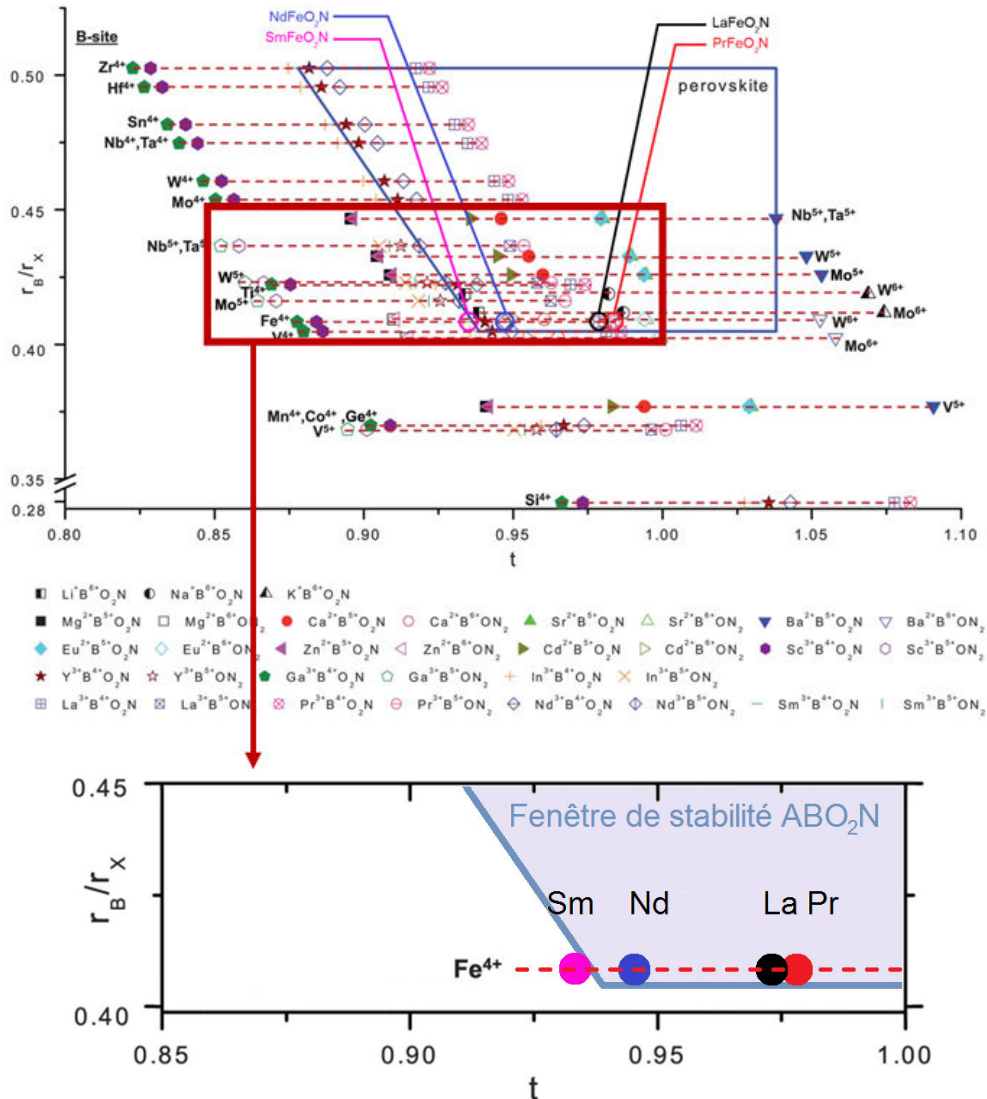 NdFeO₂N
SmFeO₂N
LaFeO₂N
PrFeO₂N
B-site
perovskite
0.50
0.45
0.40
0.35
0.28
r_B/r_X
Zr⁴⁺
Hf⁴⁺
Sn⁴⁺
Nb⁴⁺,Ta⁴⁺
W⁴⁺
Mo⁴⁺
Nb⁵⁺,Ta⁵
W⁵⁺
Ti⁴⁺
Mo⁵⁺
Fe⁴⁺
V⁴⁺
Nb⁵⁺,Ta⁵⁺
W⁵⁺
Mo⁵⁺
W⁶⁺
Mo⁶⁺
W⁶⁺
Mo⁶⁺
Mn⁴⁺,Co⁴⁺,Ge⁴⁺
V⁵⁺
V⁵⁺
Si⁴⁺
0.80 0.85 0.90 0.95 1.00 1.05 1.10
t
Li⁺B⁶⁺O₂N Na⁺B⁶⁺O₂N K⁺B⁶⁺O₂N
Mg²⁺B⁵⁺O₂N Mg²⁺B⁶⁺ON₂ Ca²⁺B⁵⁺O₂N Ca²⁺B⁶⁺ON₂ Sr²⁺B⁵⁺O₂N Sr²⁺B⁶⁺ON₂ Ba²⁺B⁵⁺O₂N Ba²⁺B⁶⁺ON₂
Eu²⁺B⁵⁺O₂N Eu²⁺B⁶⁺ON₂ Zn²⁺B⁵⁺O₂N Zn²⁺B⁶⁺ON₂ Cd²⁺B⁵⁺O₂N Cd²⁺B⁶⁺ON₂ Sc³⁺B⁴⁺O₂N Sc³⁺B⁵⁺ON₂
Y³⁺B⁴⁺O₂N Y³⁺B⁵⁺ON₂ Ga³⁺B⁴⁺O₂N Ga³⁺B⁵⁺ON₂ In³⁺B⁴⁺O₂N In³⁺B⁵⁺ON₂
La³⁺B⁴⁺O₂N La³⁺B⁵⁺ON₂ Pr³⁺B⁴⁺O₂N Pr³⁺B⁵⁺ON₂ Nd³⁺B⁴⁺O₂N Nd³⁺B⁵⁺ON₂ Sm³⁺B⁴⁺O₂N Sm³⁺B⁵⁺ON₂
0.45
0.40
r_B/r_X
Fenêtre de stabilité ABO₂N
Sm Nd La Pr
Fe⁴⁺
0.85 0.90 0.95 1.00
t